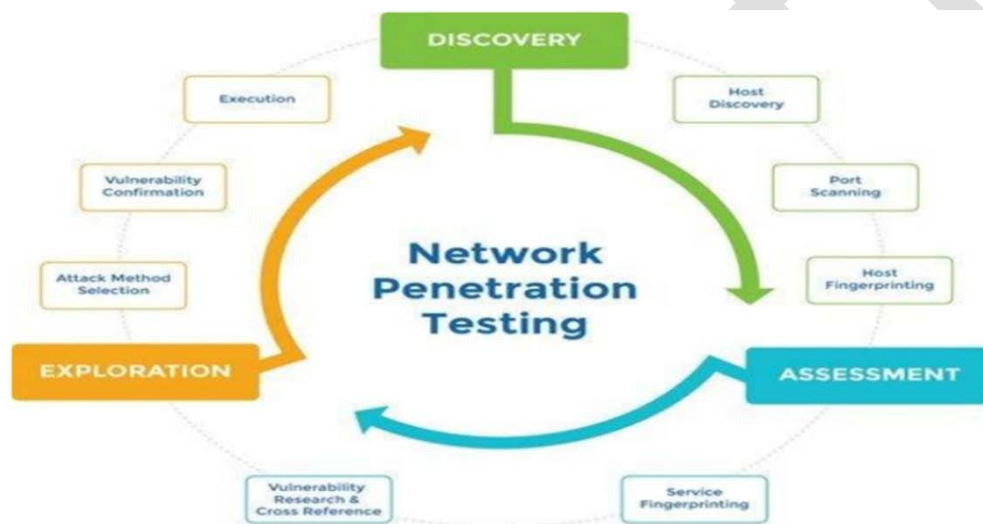 DISCOVERY
Host
Discovery
Port
Scanning
Host
Fingerprinting
ASSESSMENT
Service
Fingerprinting
Vulnerability
Research &
Cross Reference
EXPLORATION
Attack Method
Selection
Vulnerability
Confirmation
Execution
Network
Penetration
Testing